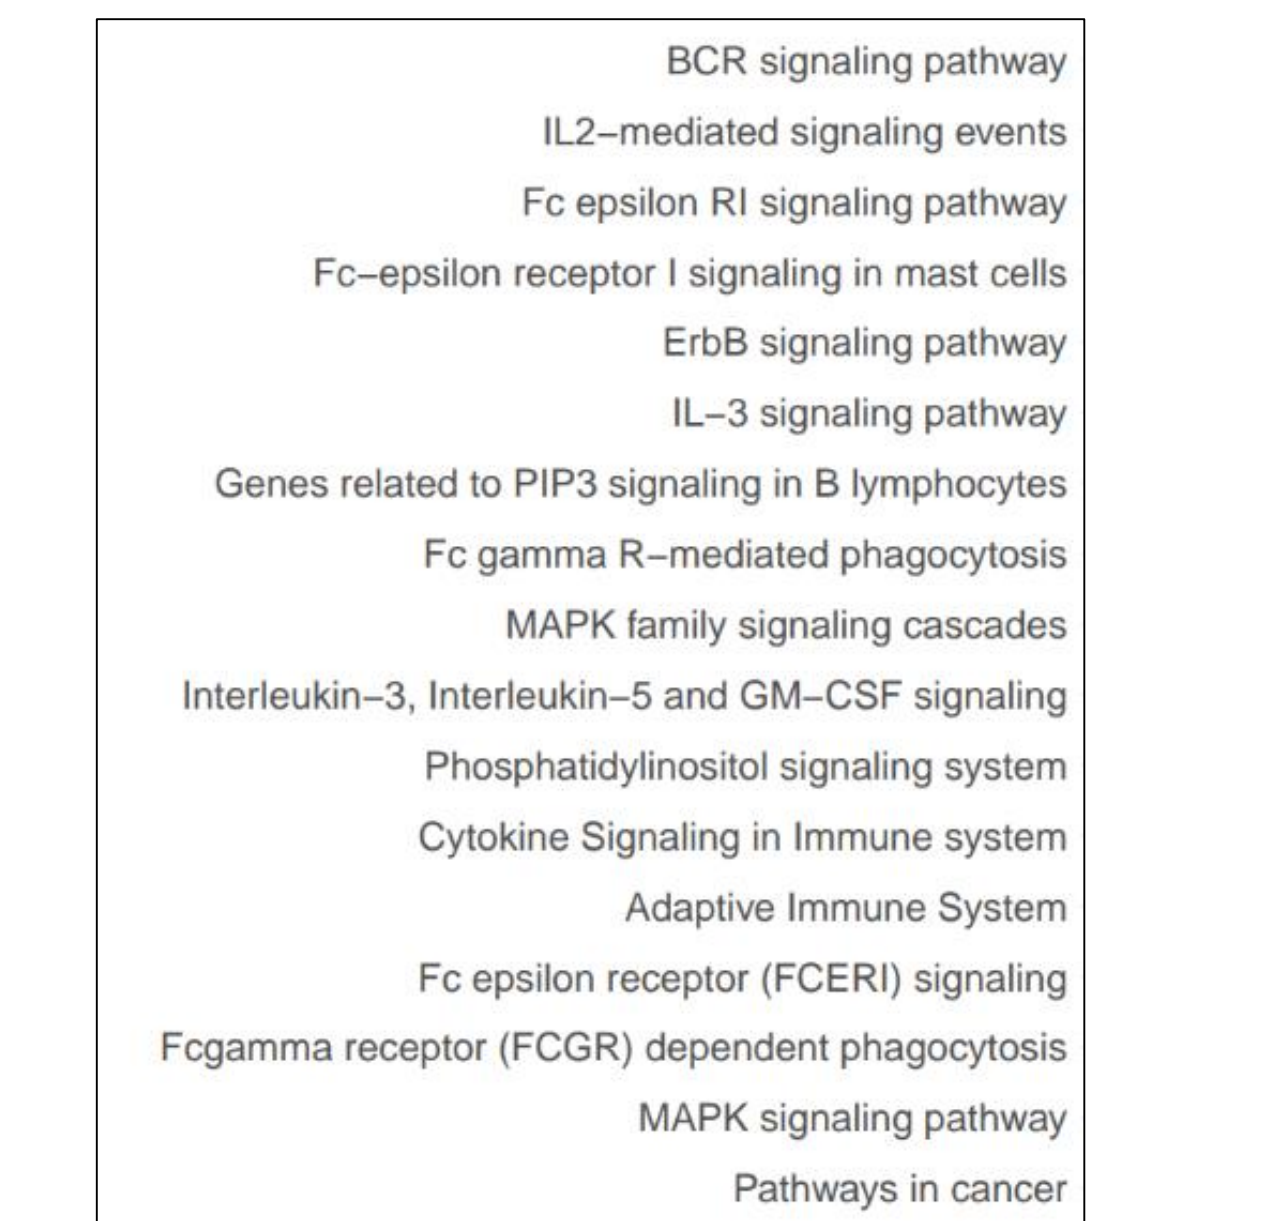 BCR signaling pathway
IL2−mediated signaling events
Fc epsilon RI signaling pathway
Fc−epsilon receptor I signaling in mast cells
ErbB signaling pathway
IL−3 signaling pathway
Genes related to PIP3 signaling in B lymphocytes
Fc gamma R−mediated phagocytosis
MAPK family signaling cascades
Interleukin−3, Interleukin−5 and GM−CSF signaling
Phosphatidylinositol signaling system
Cytokine Signaling in Immune system
Adaptive Immune System
Fc epsilon receptor (FCERI) signaling
Fcgamma receptor (FCGR) dependent phagocytosis
MAPK signaling pathway
Pathways in cancer